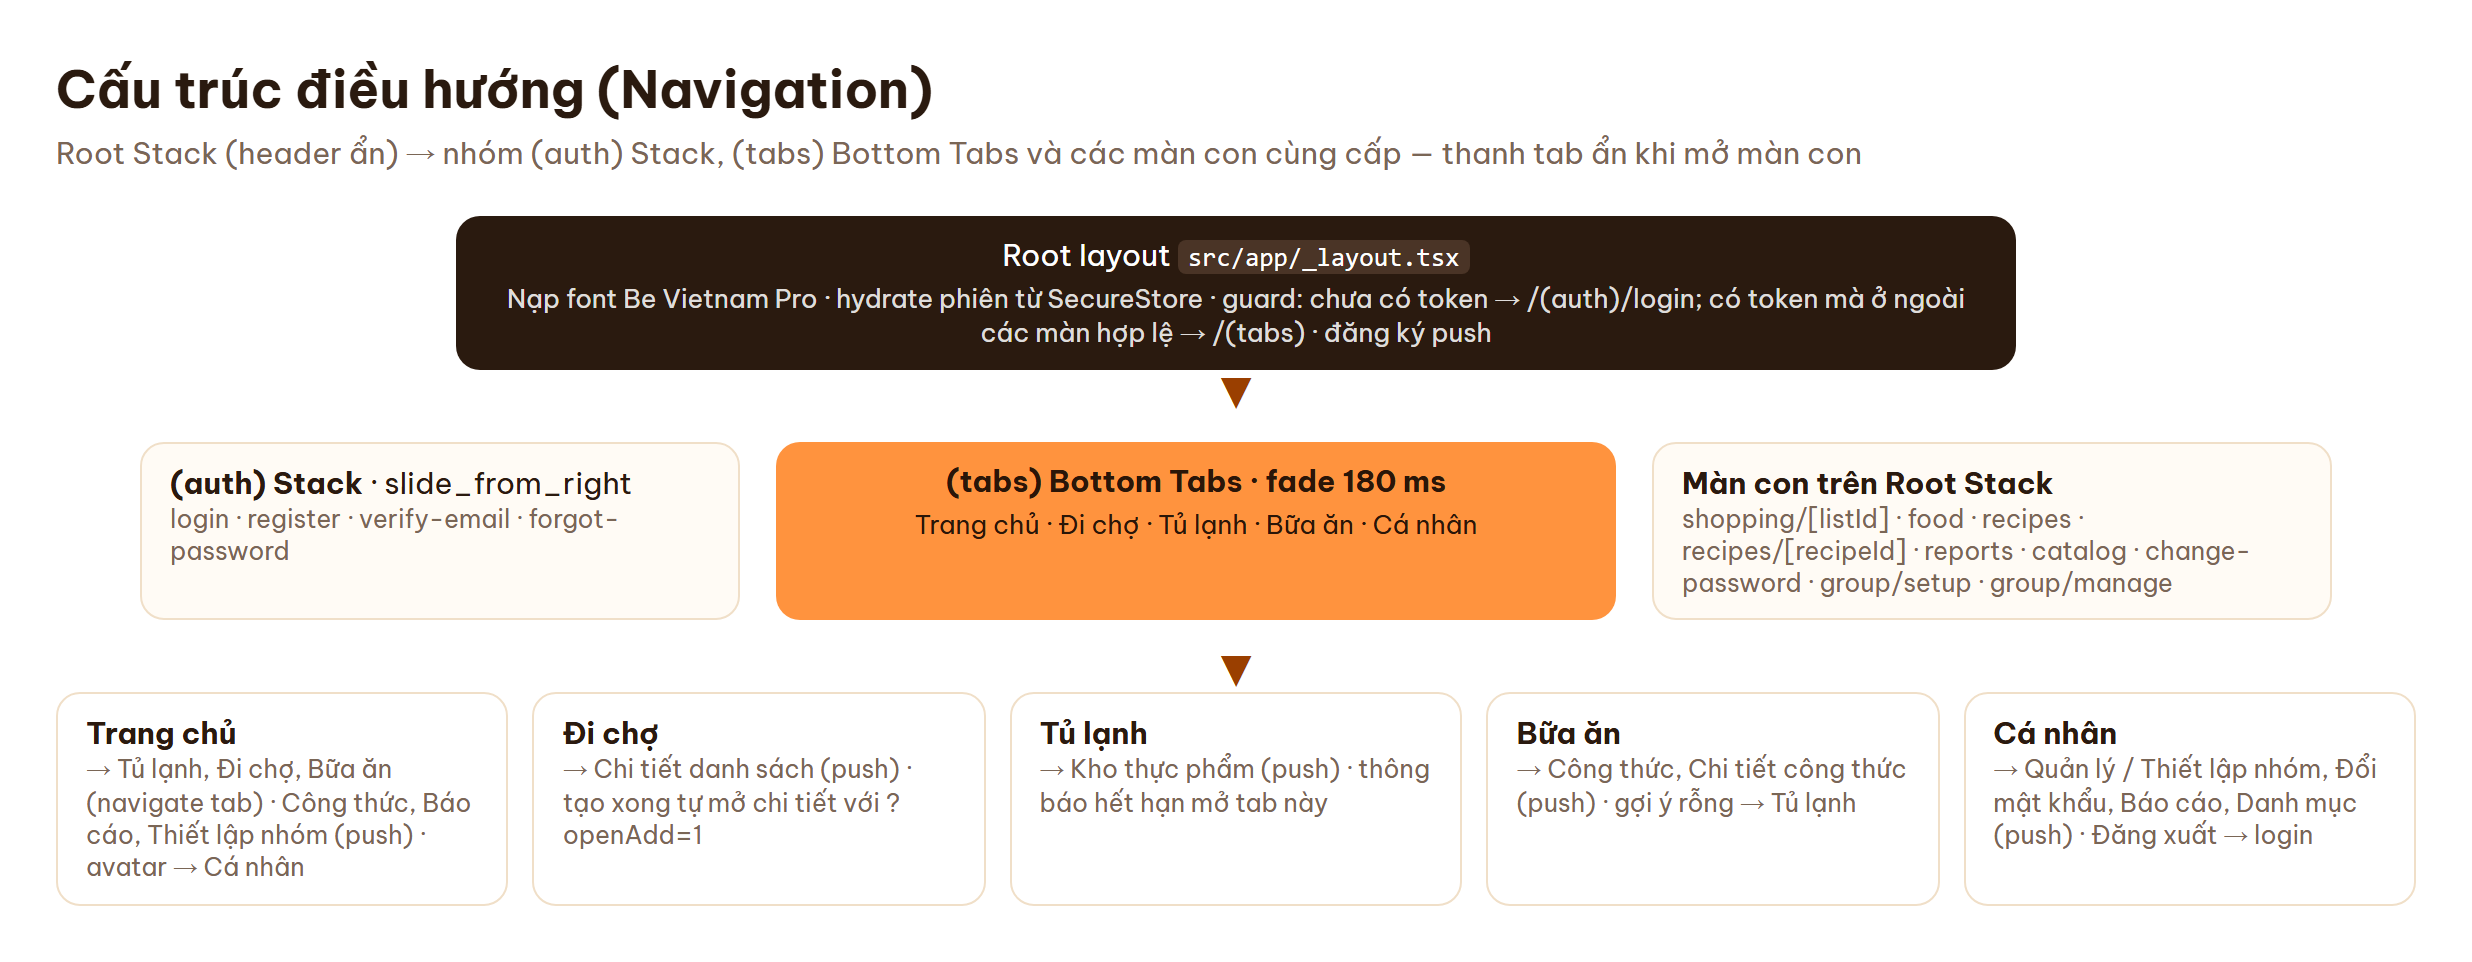 Cấu trúc điều hướng (Navigation)
Root Stack (header ẩn) → nhóm (auth) Stack, (tabs) Bottom Tabs và các màn con cùng cấp — thanh tab ẩn khi mở màn con
Root layout src/app/_layout.tsx
Nạp font Be Vietnam Pro · hydrate phiên từ SecureStore · guard: chưa có token → /(auth)/login; có token mà ở ngoài
các màn hợp lệ → /(tabs) · đăng ký push
(auth) Stack · slide_from_right
login · register · verify-email · forgot-
password
(tabs) Bottom Tabs · fade 180 ms
Trang chủ · Đi chợ · Tủ lạnh · Bữa ăn · Cá nhân
Màn con trên Root Stack
shopping/[listId] · food · recipes ·
recipes/[recipeId] · reports · catalog · change-
password · group/setup · group/manage
Trang chủ
→ Tủ lạnh, Đi chợ, Bữa ăn
(navigate tab) · Công thức, Báo
cáo, Thiết lập nhóm (push) ·
avatar → Cá nhân
Đi chợ
→ Chi tiết danh sách (push) ·
tạo xong tự mở chi tiết với ?
openAdd=1
Tủ lạnh
→ Kho thực phẩm (push) · thông
báo hết hạn mở tab này
Bữa ăn
→ Công thức, Chi tiết công thức
(push) · gợi ý rỗng → Tủ lạnh
Cá nhân
→ Quản lý / Thiết lập nhóm, Đổi
mật khẩu, Báo cáo, Danh mục
(push) · Đăng xuất → login